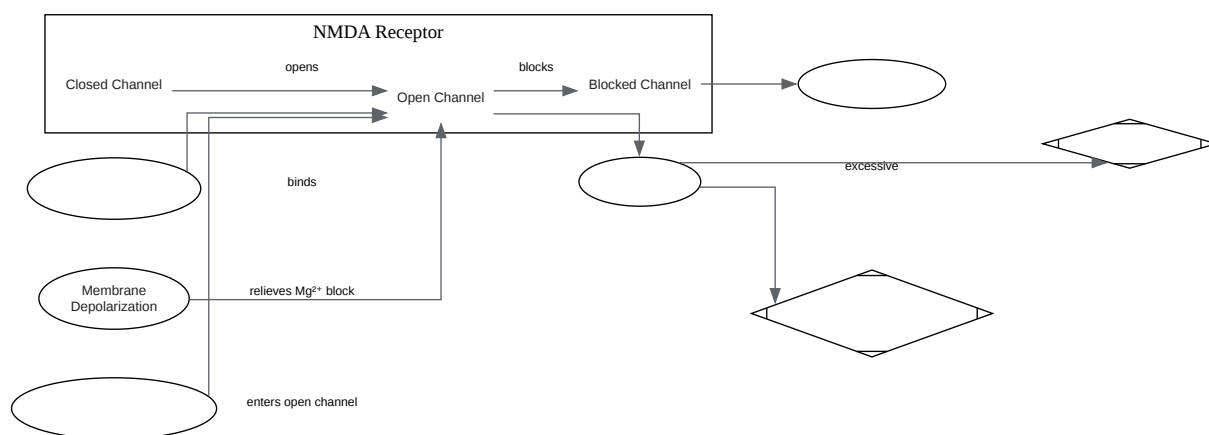 NMDA Receptor
opens
blocks
Closed Channel
Open Channel
Blocked Channel
excessive
binds
Membrane
Depolarization
relieves Mg²⁺ block
enters open channel